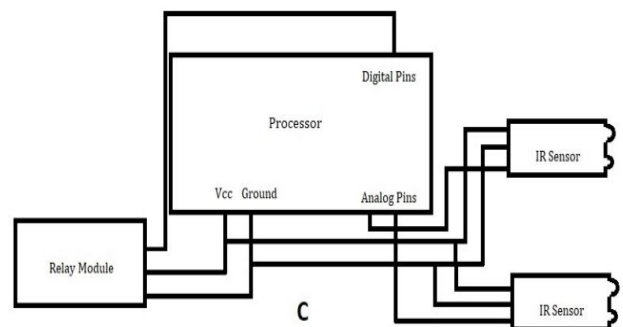 Digital Pins
Processor
IR Sensor
Vcc Ground
Analog Pins
Relay Module
C
IR Sensor